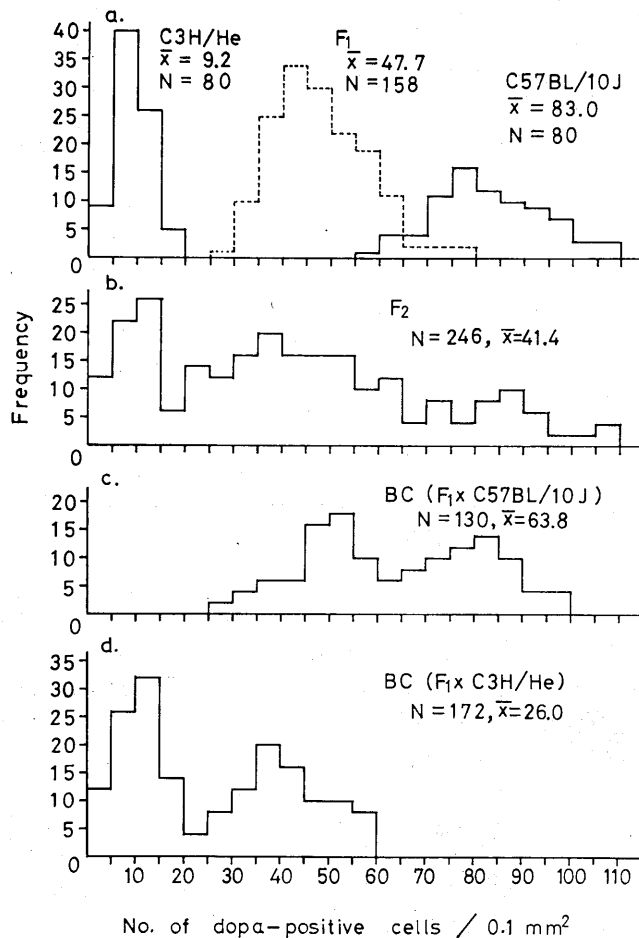 a.
C3H/He
x̄ = 9.2
N = 80
F₁
x̄ = 47.7
N = 158
C57BL/10J
x̄ = 83.0
N = 80
40
35
30
25
20
15
10
5
0
b.
F₂
N = 246, x̄=41.4
25
20
15
10
5
0
Frequency
c.
BC (F₁x C57BL/10J)
N = 130, x̄=63.8
20
15
10
5
0
d.
BC (F₁x C3H/He)
N = 172, x̄=26.0
35
30
25
20
15
10
5
0
10 20 30 40 50 60 70 80 90 100 110
No. of dopa-positive cells / 0.1 mm²